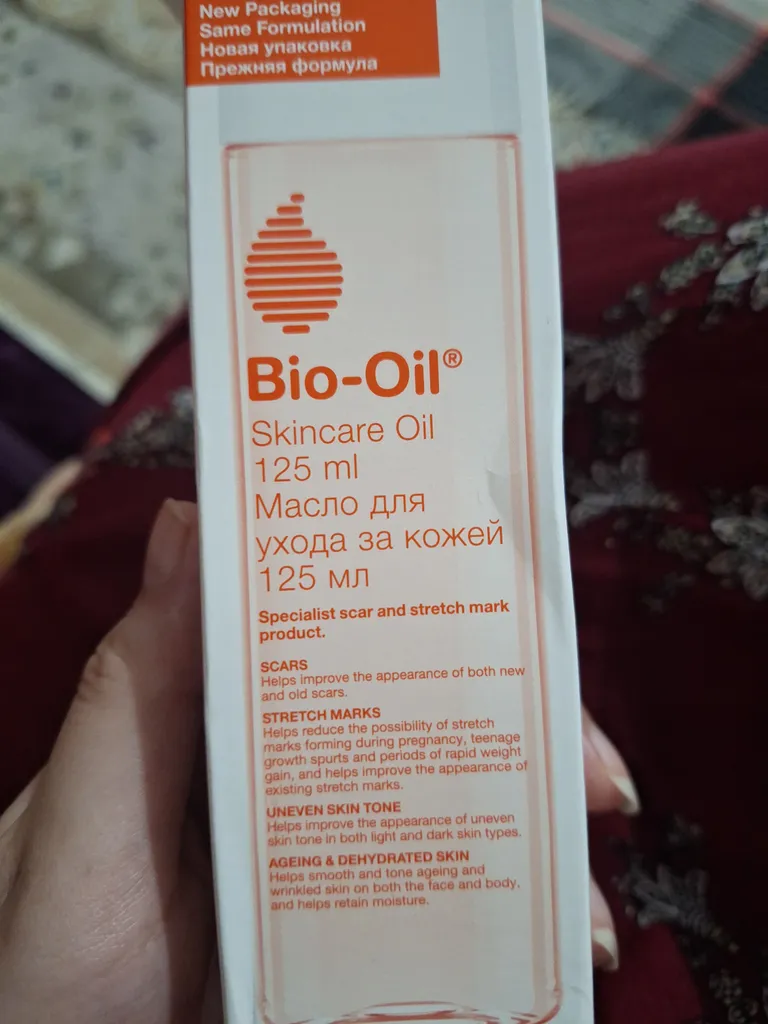 New Packaging
Same Formulation
Новая упаковка
Прежняя формула
Bio-Oil®
Skincare Oil
125 ml
Масло для
ухода за кожей
125 мл
Specialist scar and stretch mark
product.
SCARS
Helps improve the appearance of both new
and old scars.
STRETCH MARKS
Helps reduce the possibility of stretch
marks forming during pregnancy, teenage
growth spurts and periods of rapid weight
gain, and helps improve the appearance of
existing stretch marks.
UNEVEN SKIN TONE
Helps improve the appearance of uneven
skin tone in both light and dark skin types.
AGEING & DEHYDRATED SKIN
Helps smooth and tone ageing and
wrinkled skin on both the face and body,
and helps retain moisture.